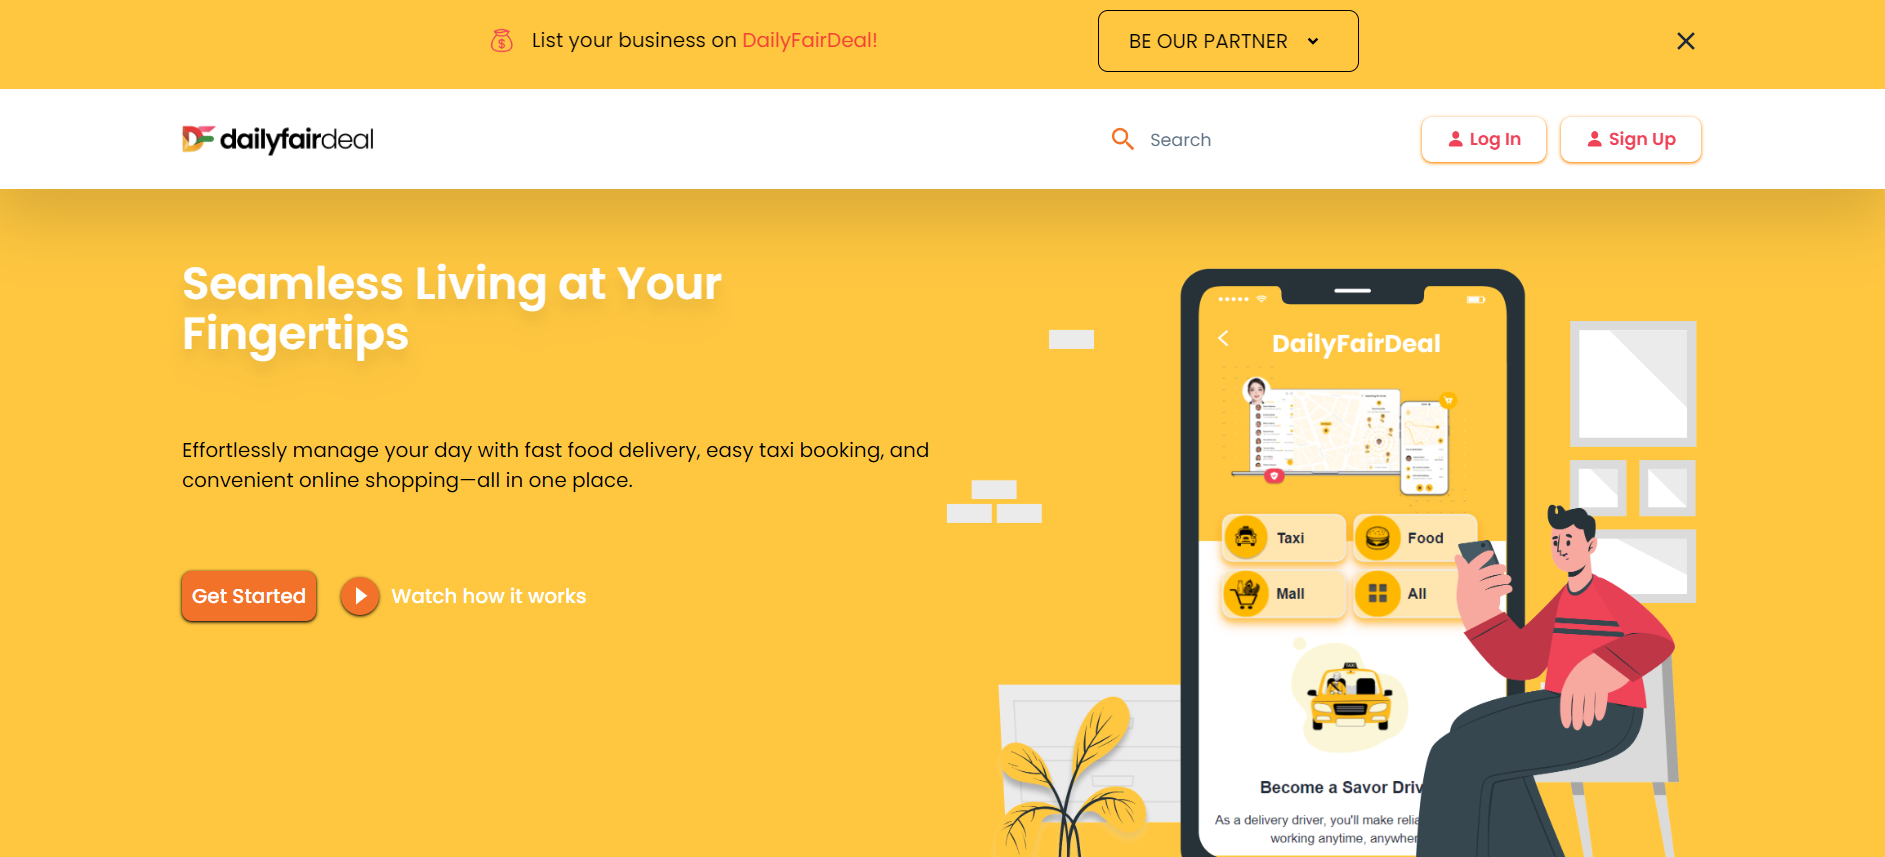 List your business on DailyFairDeal!
BE OUR PARTNER
dailyfairdeal
Search
Log In
Sign Up
Seamless Living at Your
Fingertips
Effortlessly manage your day with fast food delivery, easy taxi booking, and
convenient online shopping—all in one place.
Get Started
Watch how it works
DailyFairDeal
Taxi
Food
Mall
All
TAXI
Become a Savor Driv
As a delivery driver, you'll make relia
working anytime, anywher